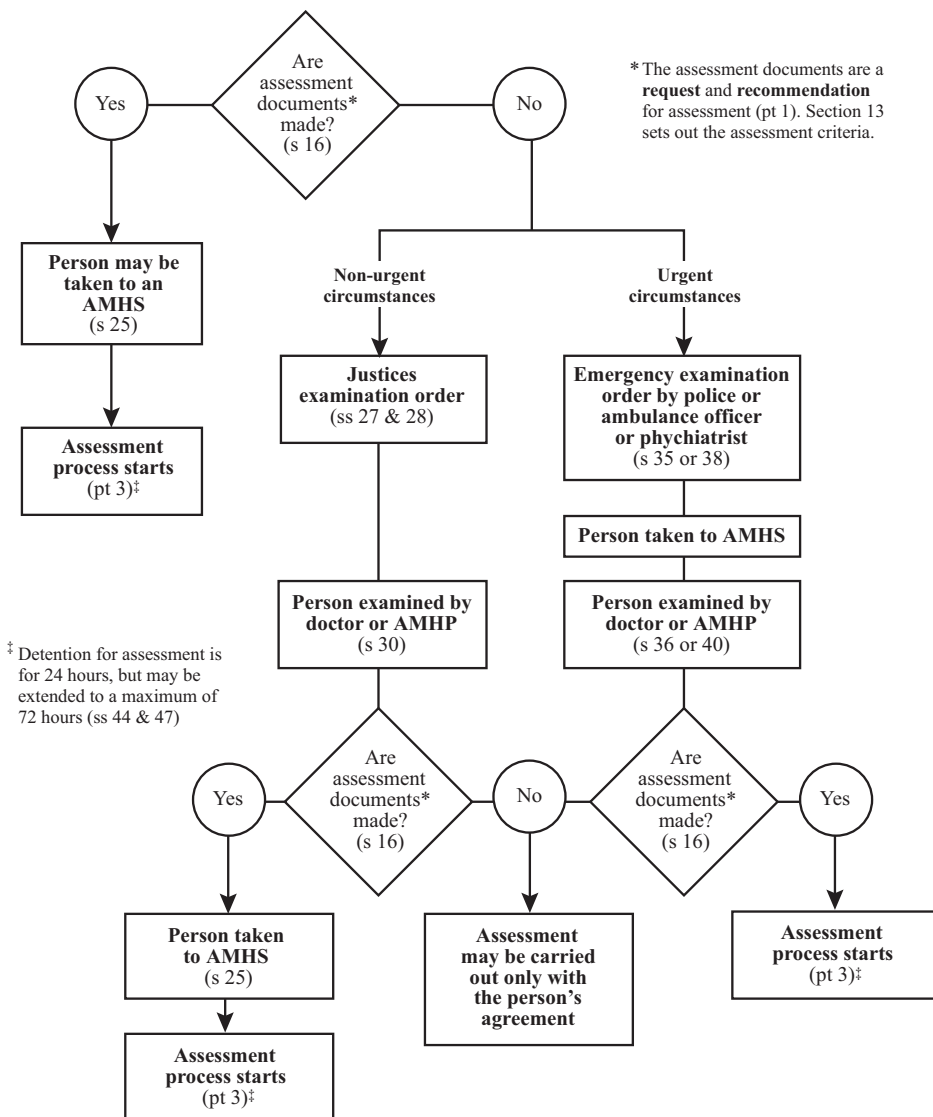 Are
assessment
documents*
made?
(s 16)
Yes
No
* The assessment documents are a
request and recommendation
for assessment (pt 1). Section 13
sets out the assessment criteria.
Person may be
taken to an
AMHS
(s 25)
Assessment
process starts
(pt 3)‡
Non-urgent
circumstances
Urgent
circumstances
Justices
examination order
(ss 27 & 28)
Emergency examination
order by police or
ambulance officer
or phychiatrist
(s 35 or 38)
Person taken to AMHS
Person examined by
doctor or AMHP
(s 30)
Person examined by
doctor or AMHP
(s 36 or 40)
‡ Detention for assessment is
for 24 hours, but may be
extended to a maximum of
72 hours (ss 44 & 47)
Yes
Are
assessment
documents*
made?
(s 16)
No
Are
assessment
documents*
made?
(s 16)
Yes
Person taken
to AMHS
(s 25)
Assessment
process starts
(pt 3)‡
Assessment
may be carried
out only with
the person’s
agreement
Assessment
process starts
(pt 3)‡